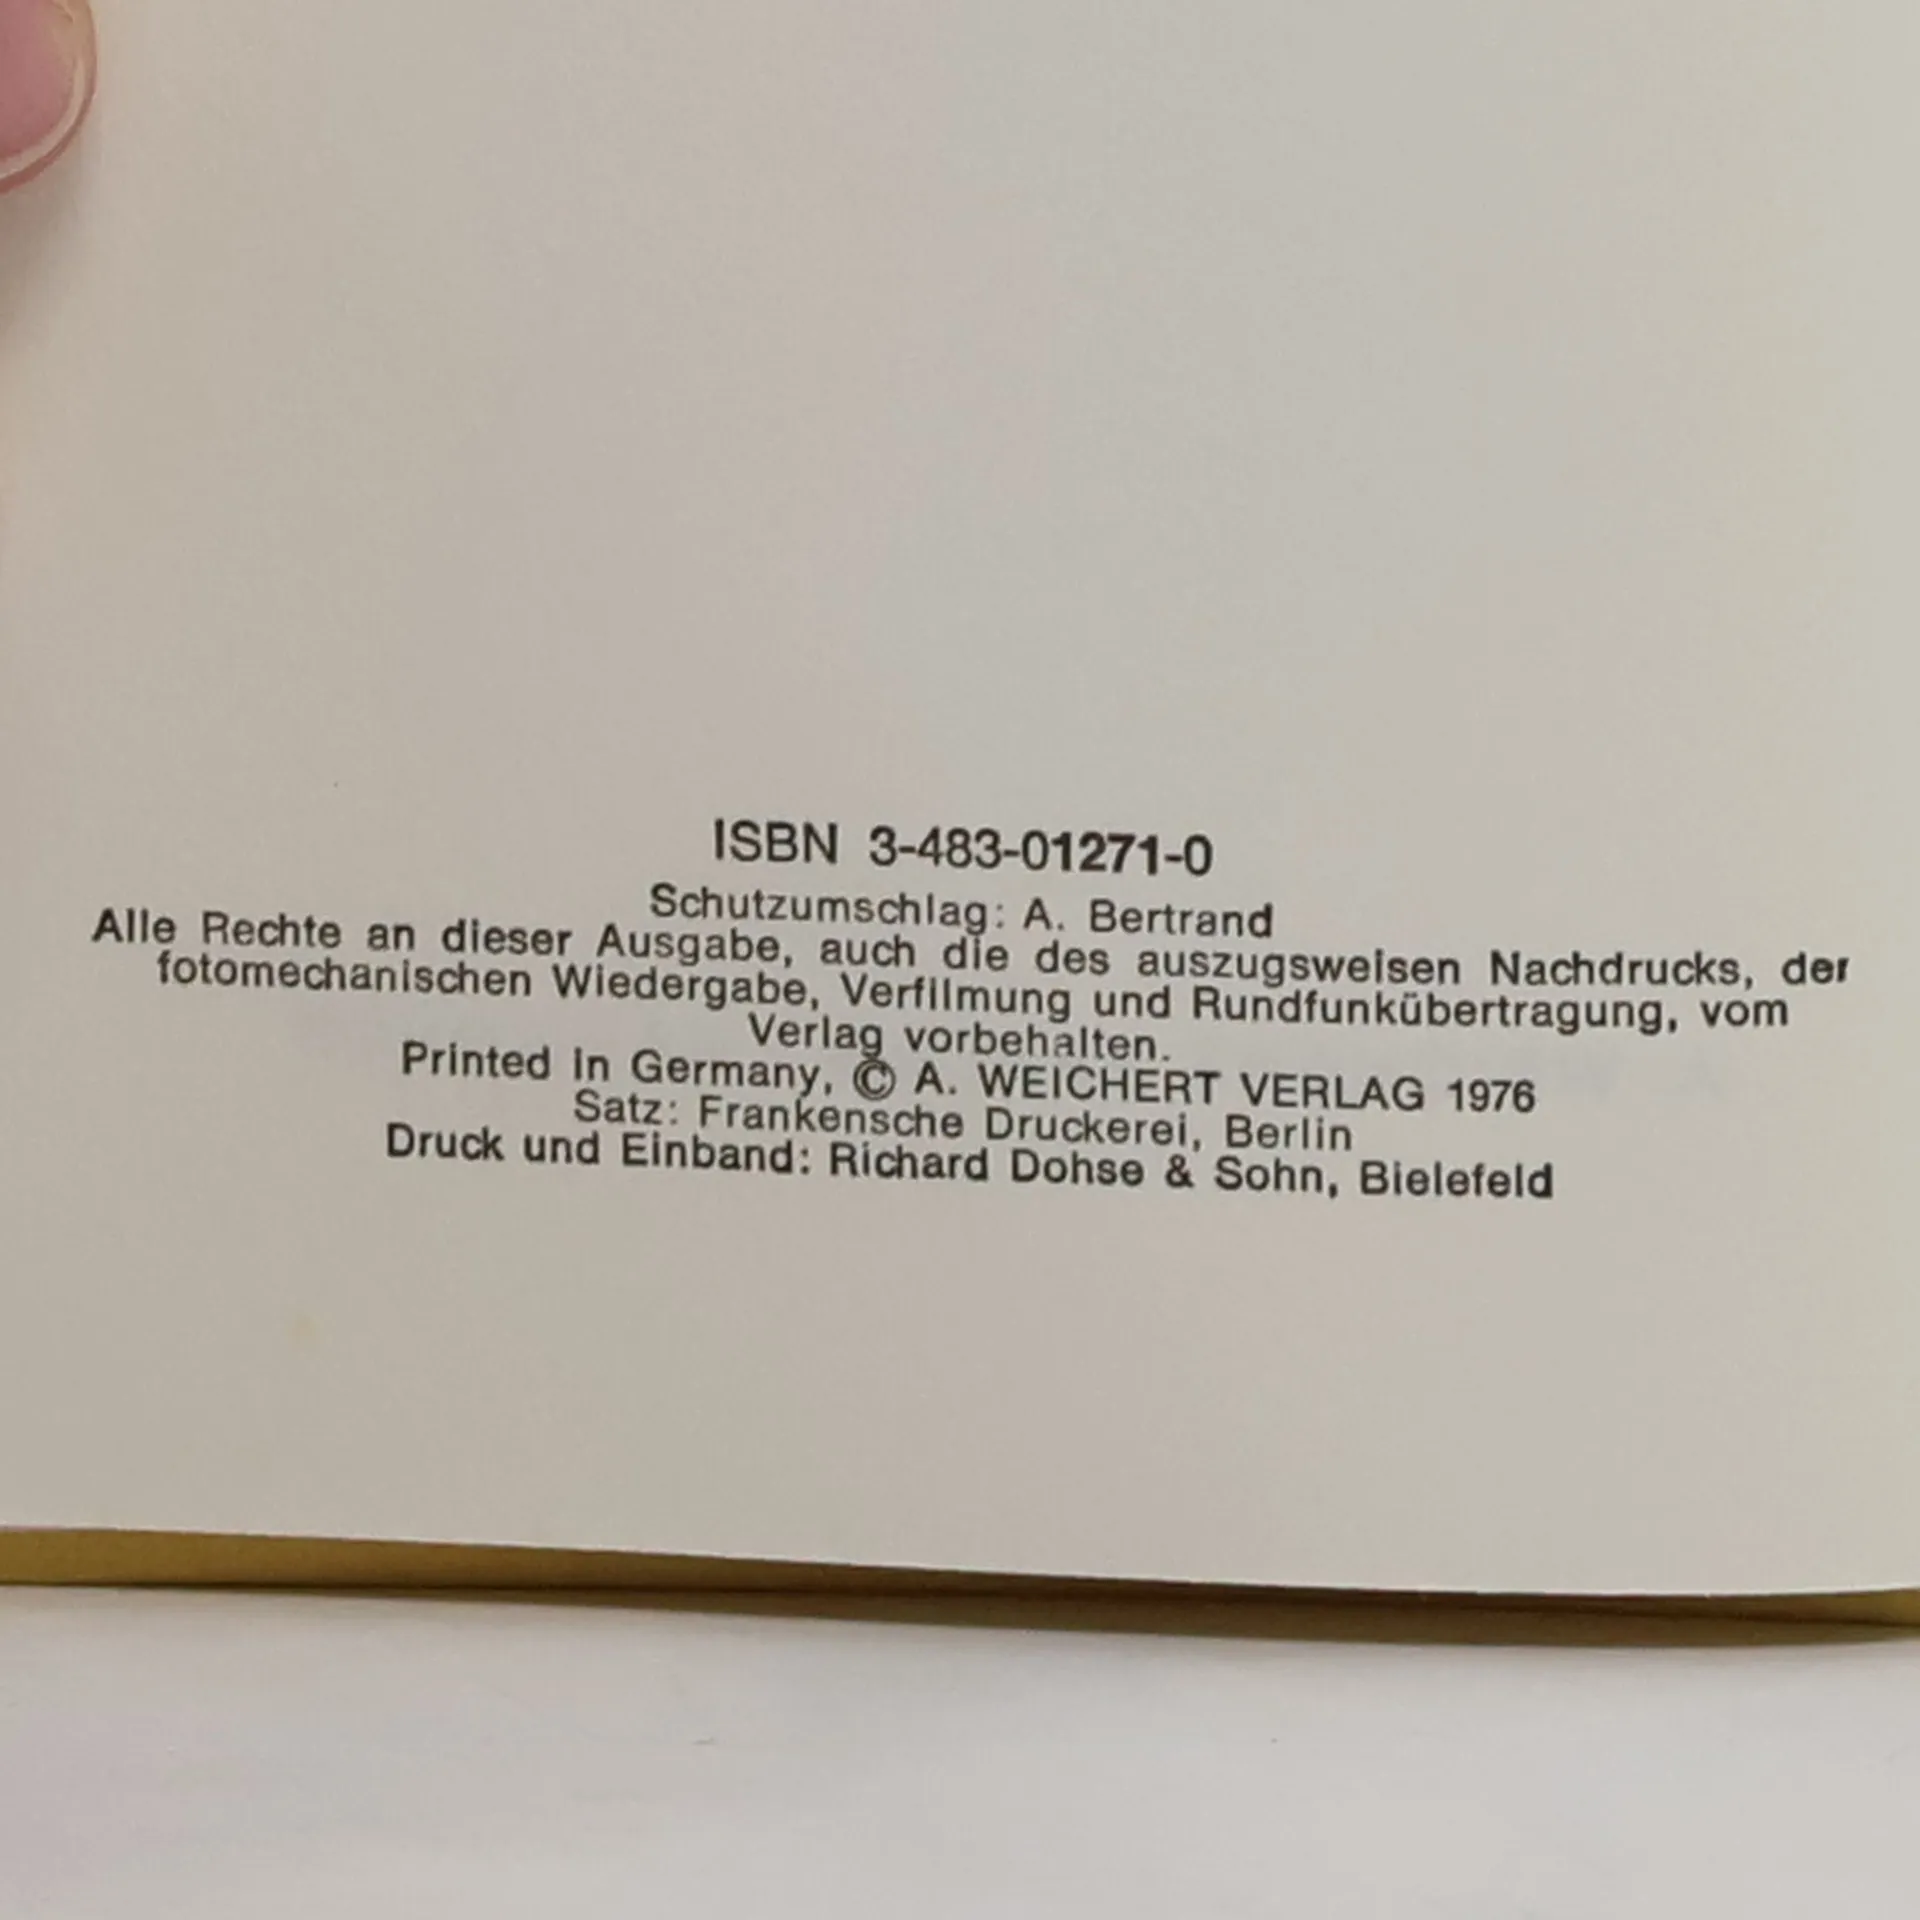 ISBN 3-483-01271-0
Schutzumschlag: A. Bertrand
Alle Rechte an dieser Ausgabe, auch die des auszugsweisen Nachdrucks, der
fotomechanischen Wiedergabe, Verfilmung und Rundfunkübertragung, vom
Verlag vorbehalten.
Printed in Germany, © A. WEICHERT VERLAG 1976
Satz: Frankensche Druckerei, Berlin
Druck und Einband: Richard Dohse & Sohn, Bielefeld